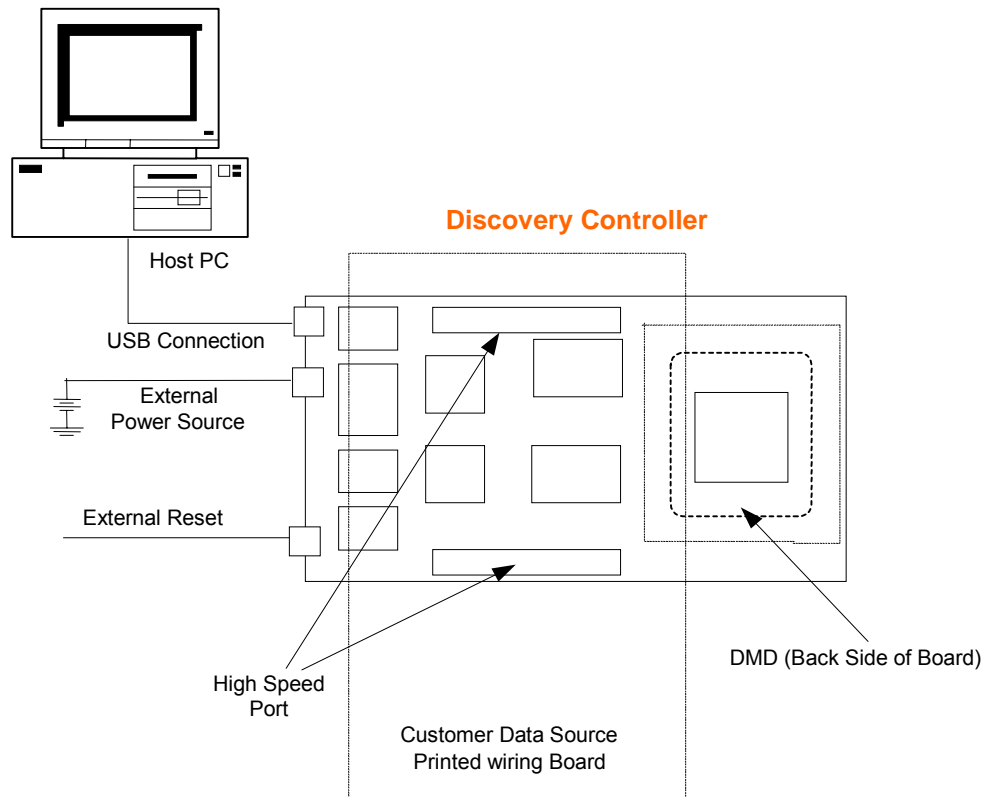 Discovery Controller
Host PC
USB Connection
External
Power Source
External Reset
High Speed
Port
DMD (Back Side of Board)
Customer Data Source
Printed wiring Board